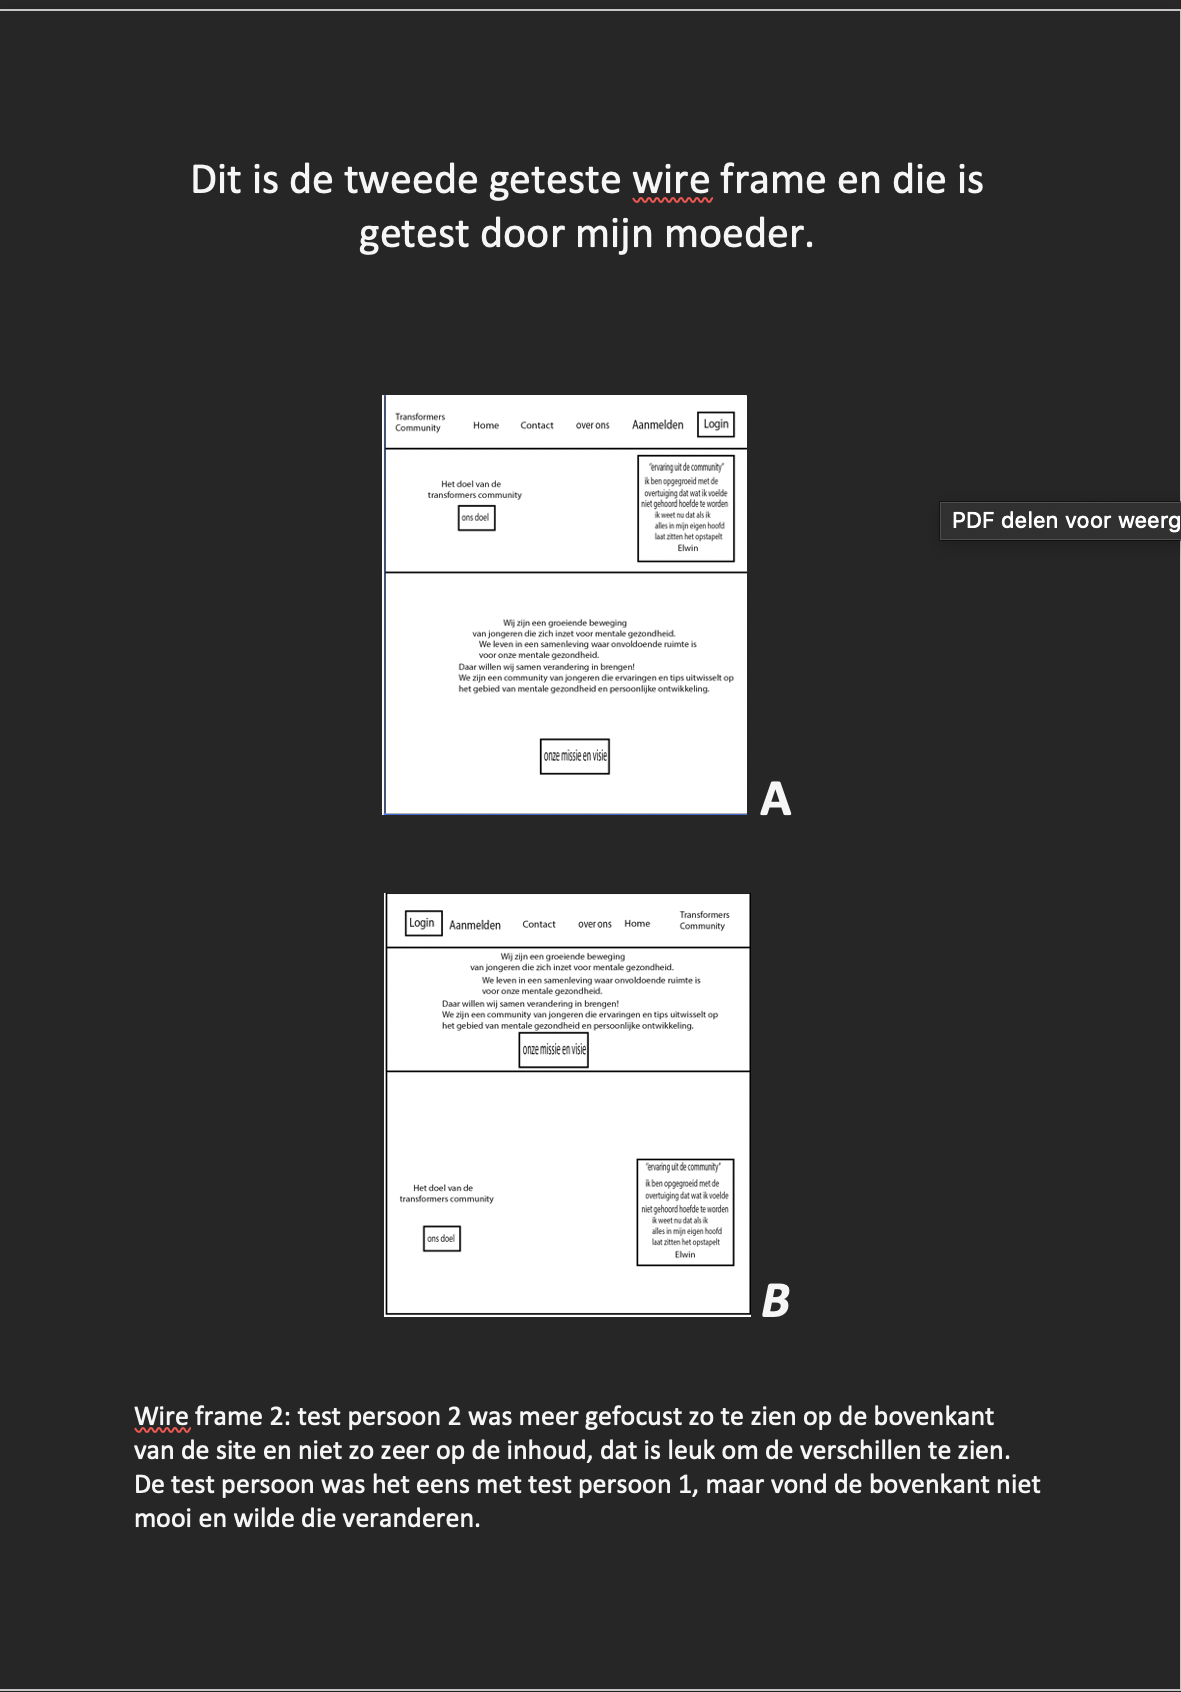 Dit is de tweede geteste wire frame en die is
getest door mijn moeder.
Transformers
Community
Home
Contact
over ons
Aanmelden
Login
Het doel van de
transformers community
ons doel
"ervaring uit de community"
ik ben opgegroeid met de
overtuiging dat wat ik voelde
niet gehoord hoefde te worden
ik weet nu dat als ik
alles in mijn eigen hoofd
laat zitten het opstapelt
Elwin
PDF delen voor weerg
Wij zijn een groeiende beweging
van jongeren die zich inzet voor mentale gezondheid.
We leven in een samenleving waar onvoldoende ruimte is
voor onze mentale gezondheid.
Daar willen wij samen verandering in brengen!
We zijn een community van jongeren die ervaringen en tips uitwisselt op
het gebied van mentale gezondheid en persoonlijke ontwikkeling.
onze missie en visie
A
Login
Aanmelden
Contact
over ons
Home
Transformers
Community
Wij zijn een groeiende beweging
van jongeren die zich inzet voor mentale gezondheid.
We leven in een samenleving waar onvoldoende ruimte is
voor onze mentale gezondheid.
Daar willen wij samen verandering in brengen!
We zijn een community van jongeren die ervaringen en tips uitwisselt op
het gebied van mentale gezondheid en persoonlijke ontwikkeling.
onze missie en visie
Het doel van de
transformers community
ons doel
"ervaring uit de community"
ik ben opgegroeid met de
overtuiging dat wat ik voelde
niet gehoord hoefde te worden
ik weet nu dat als ik
alles in mijn eigen hoofd
laat zitten het opstapelt
Elwin
B
Wire frame 2: test persoon 2 was meer gefocust zo te zien op de bovenkant
van de site en niet zo zeer op de inhoud, dat is leuk om de verschillen te zien.
De test persoon was het eens met test persoon 1, maar vond de bovenkant niet
mooi en wilde die veranderen.